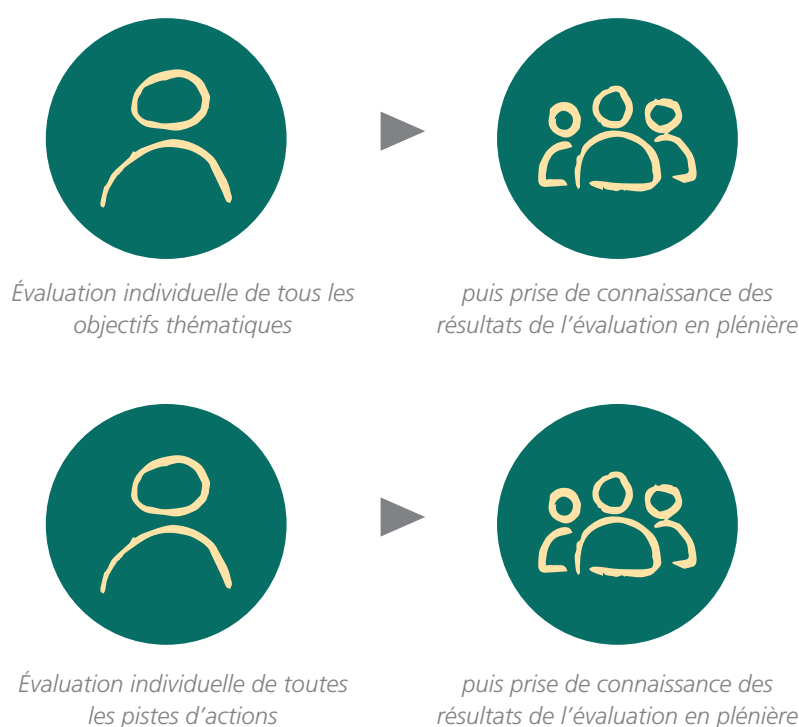 Évaluation individuelle de tous les
objectifs thématiques
puis prise de connaissance des
résultats de l’évaluation en plénière
Évaluation individuelle de toutes
les pistes d’actions
puis prise de connaissance des
résultats de l’évaluation en plénière